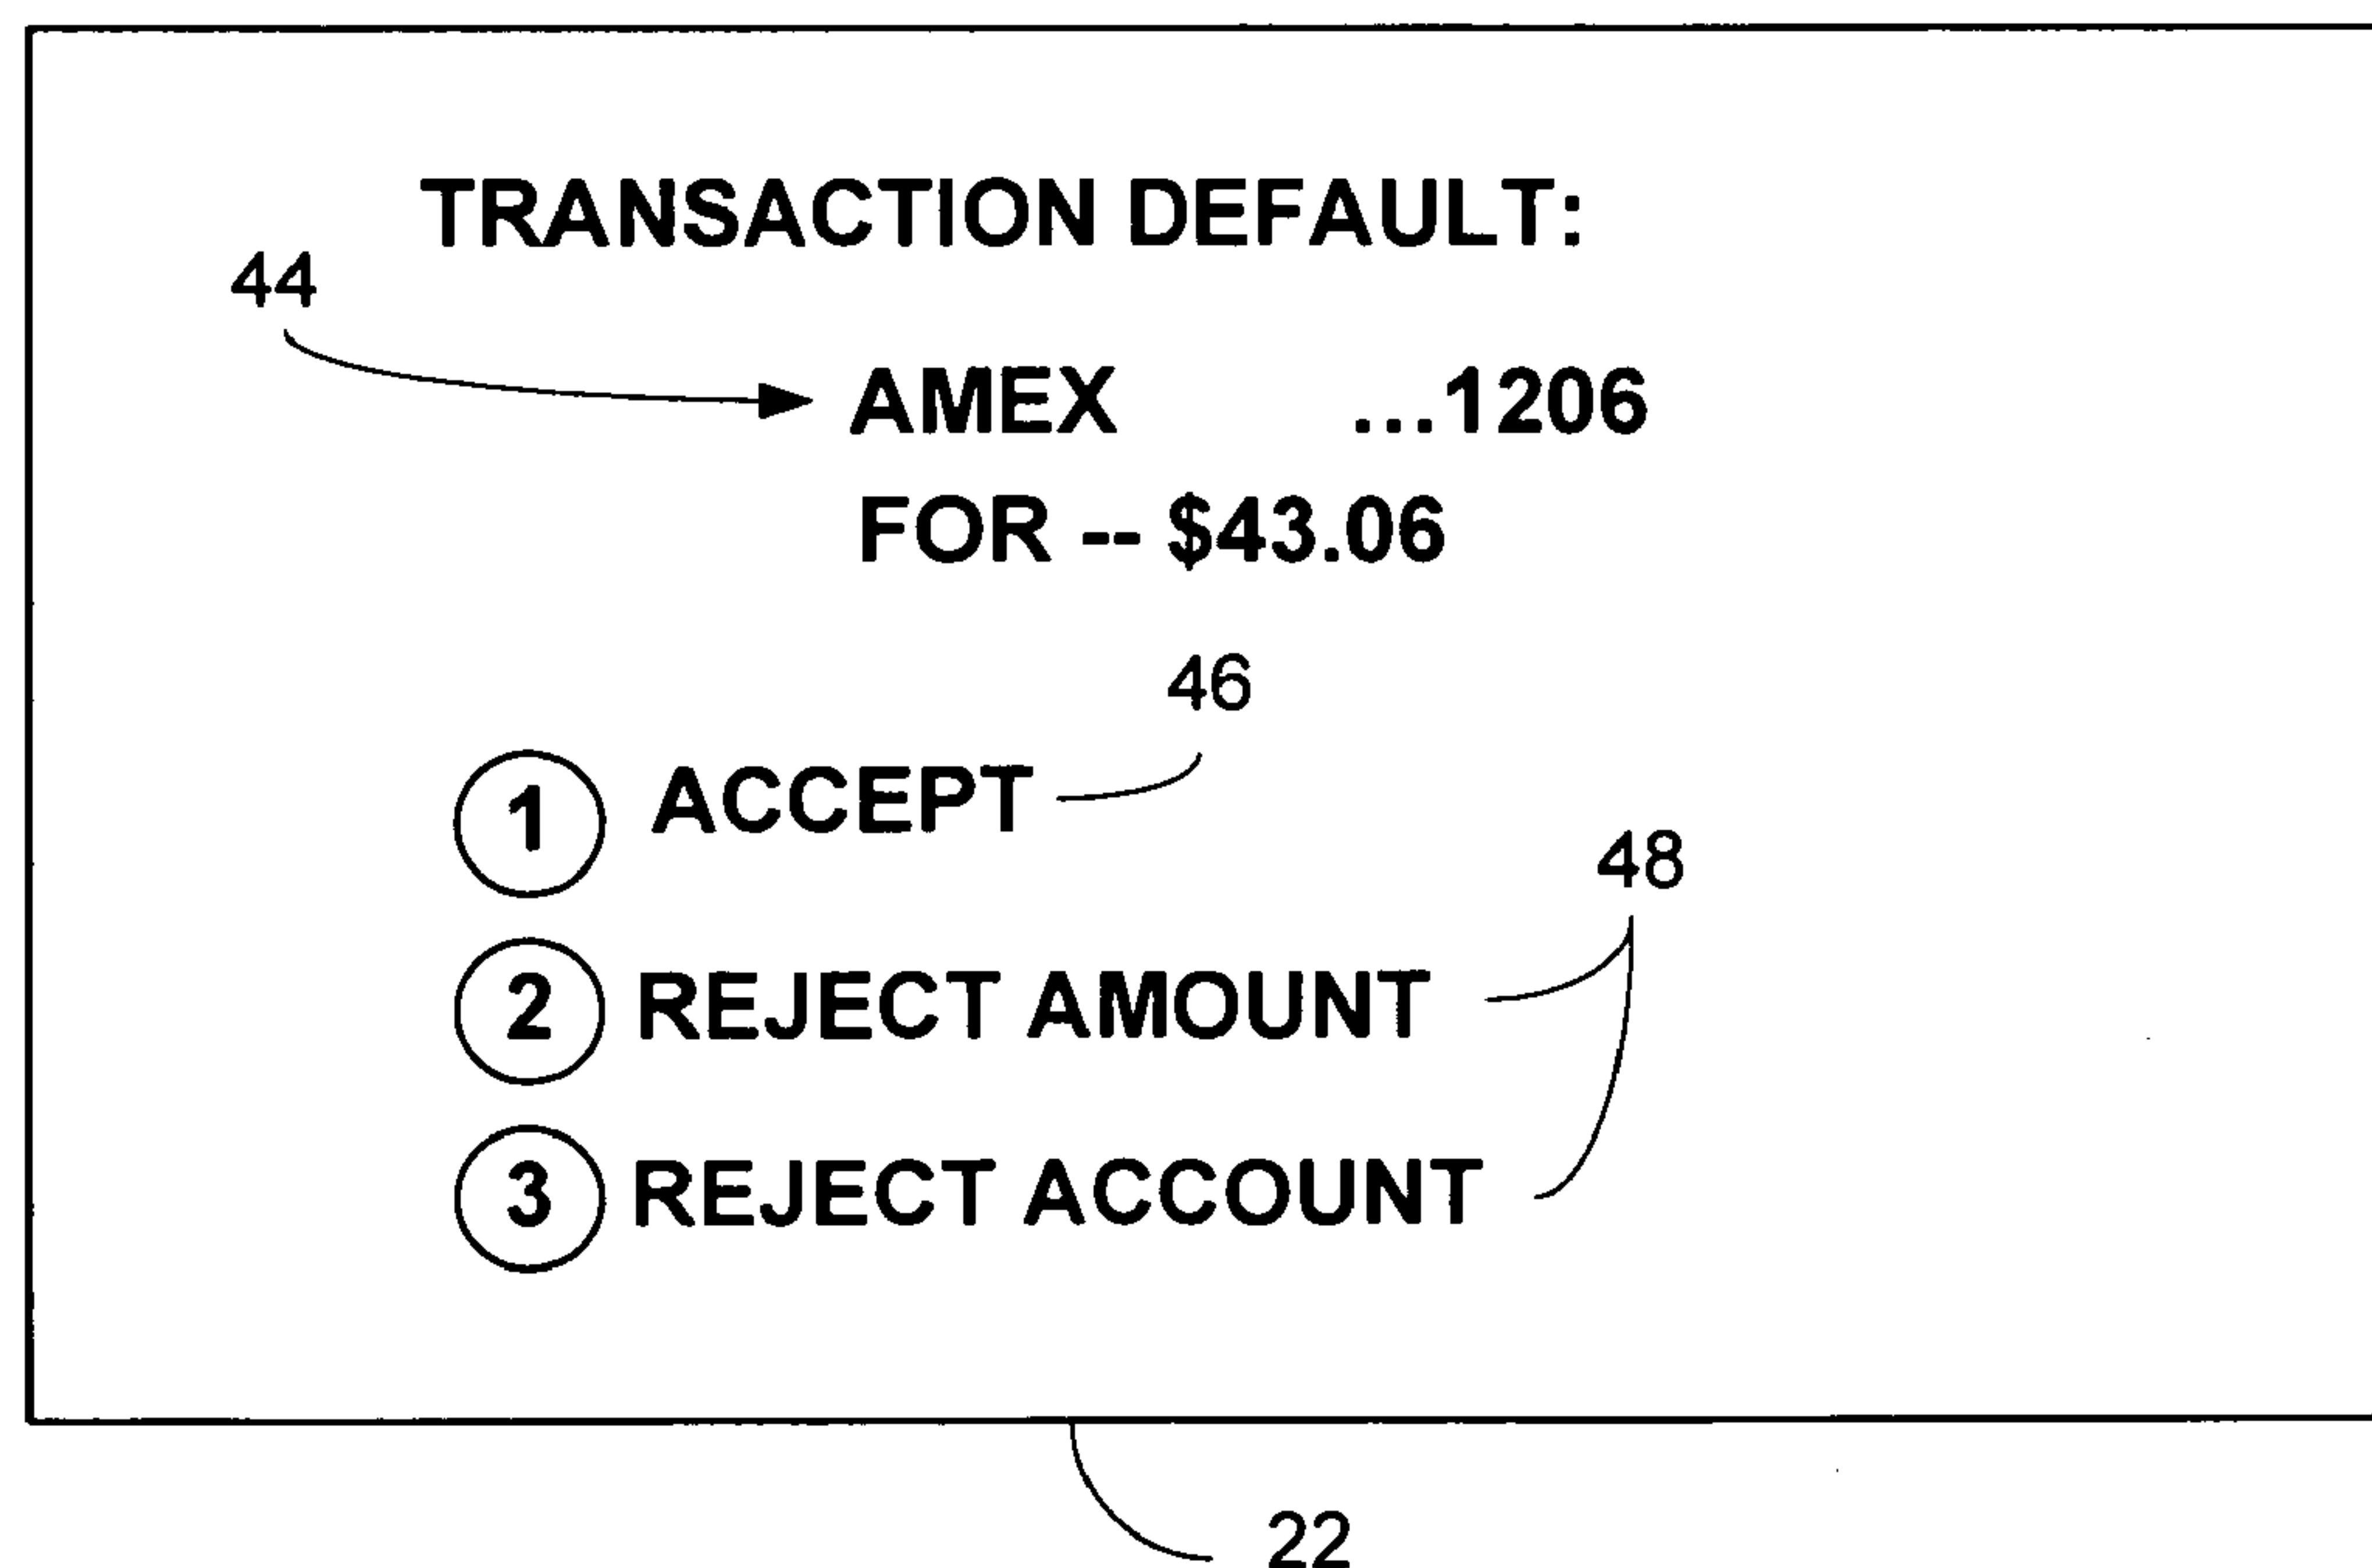 TRANSACTION DEFAULT:
44
AMEX ...1206
FOR -- $43.06
46
1 ACCEPT
48
2 REJECT AMOUNT
3 REJECT ACCOUNT
22